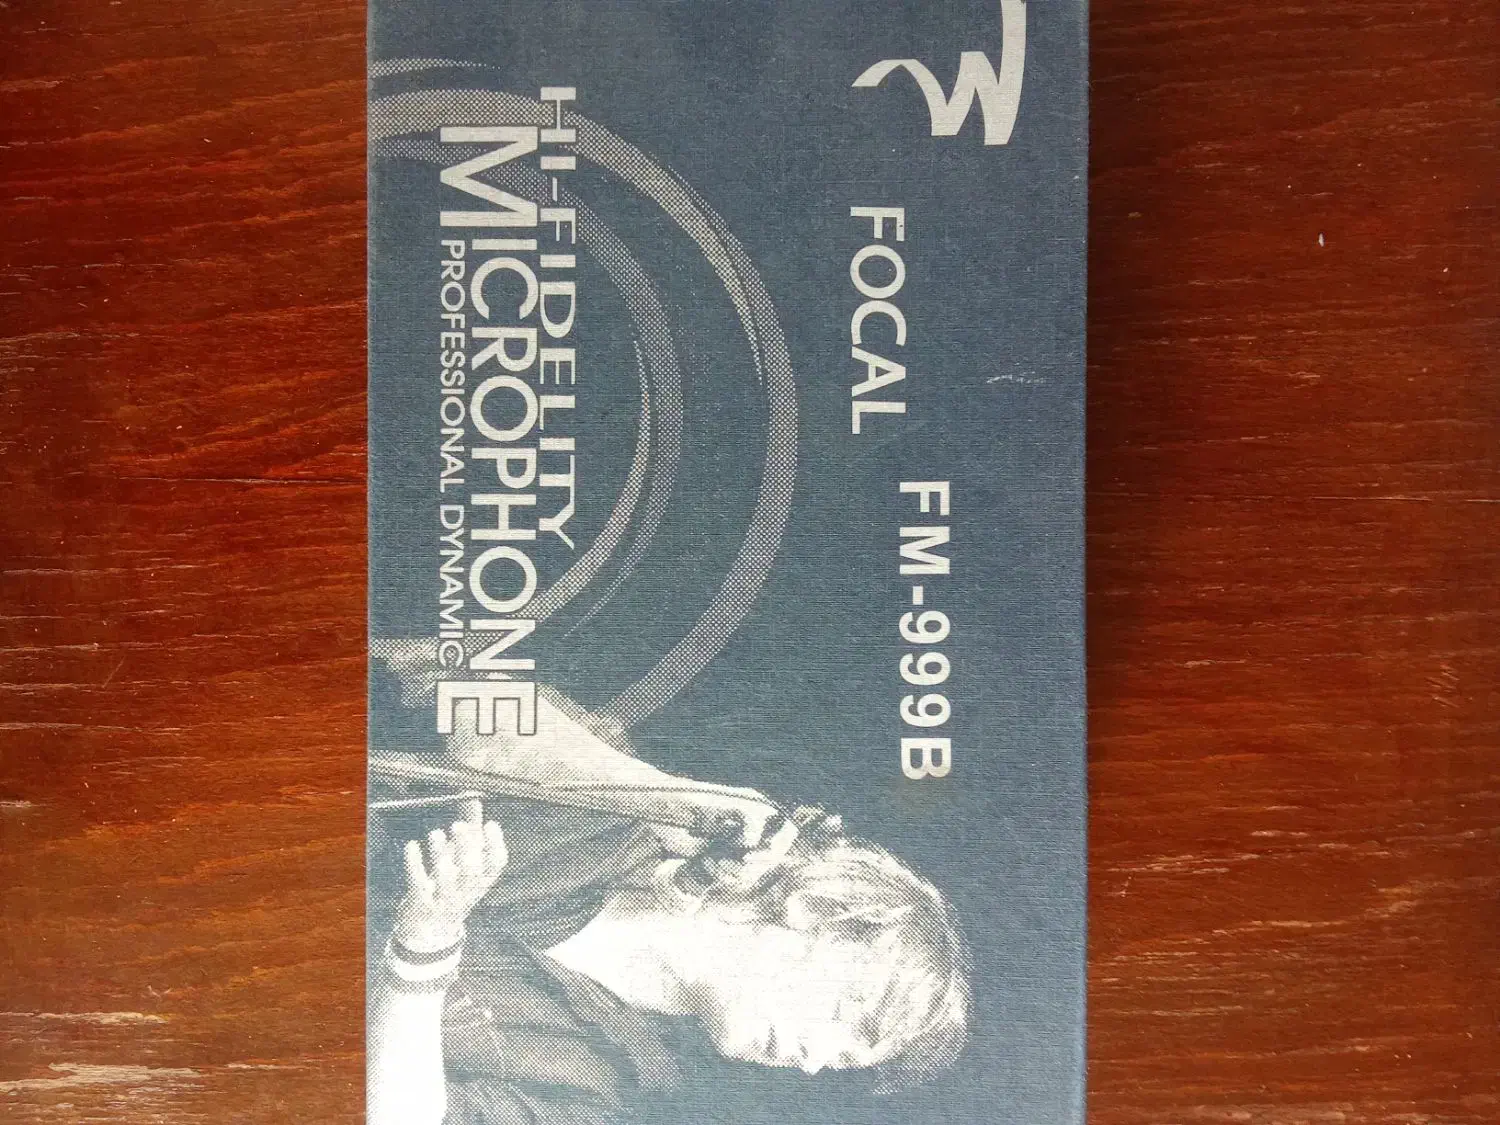 FOCAL
FM-999B
HI-FIDELITY
MICROPHONE
PROFESSIONAL DYNAMIC